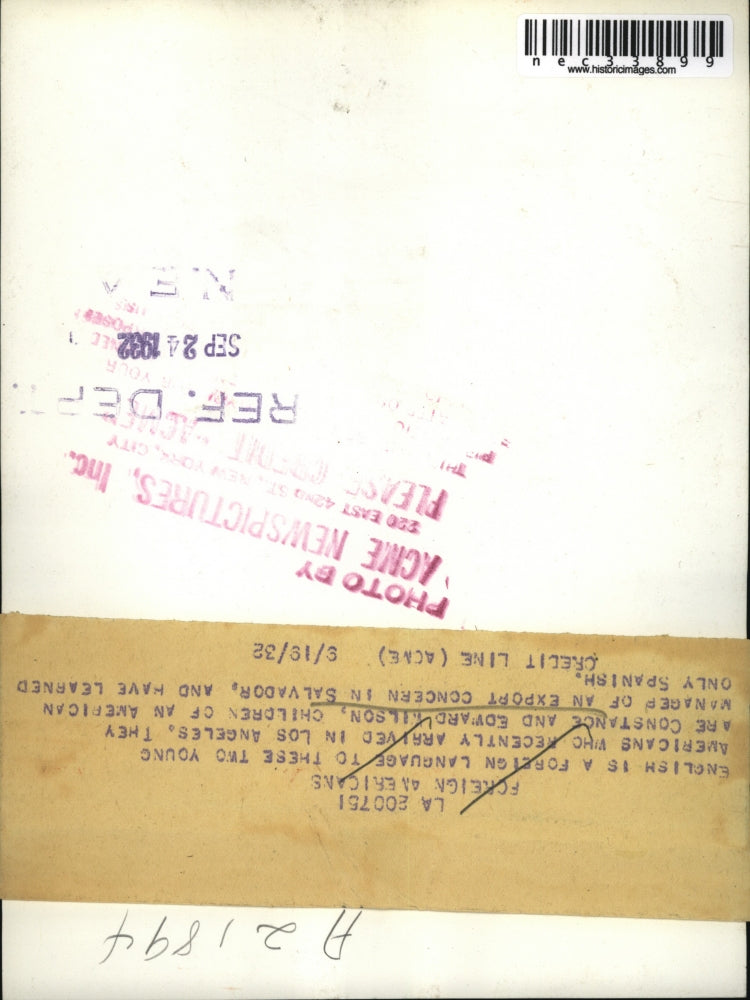 nec33899
www.historicimages.com
A21894
LA 200751
FOREIGN AMERICANS
ENGLISH IS A FOREIGN LANGUAGE TO THESE TWO YOUNG
AMERICANS WHO RECENTLY ARRIVED IN LOS ANGELES. THEY
ARE CONSTANCE AND EDWARD WILSON, CHILDREN OF AN AMERICAN
MANAGER OF AN EXPORT CONCERN IN SALVADOR, AND HAVE LEARNED
ONLY SPANISH.
CREDIT LINE (ACME) 9/19/32
PHOTO BY
ACME NEWSPICTURES, Inc.
220 EAST 42ND ST., NEW YORK, CITY
PLEASE CREDIT "ACME"
REF. DEPT.
SEP 24 1932
N E A